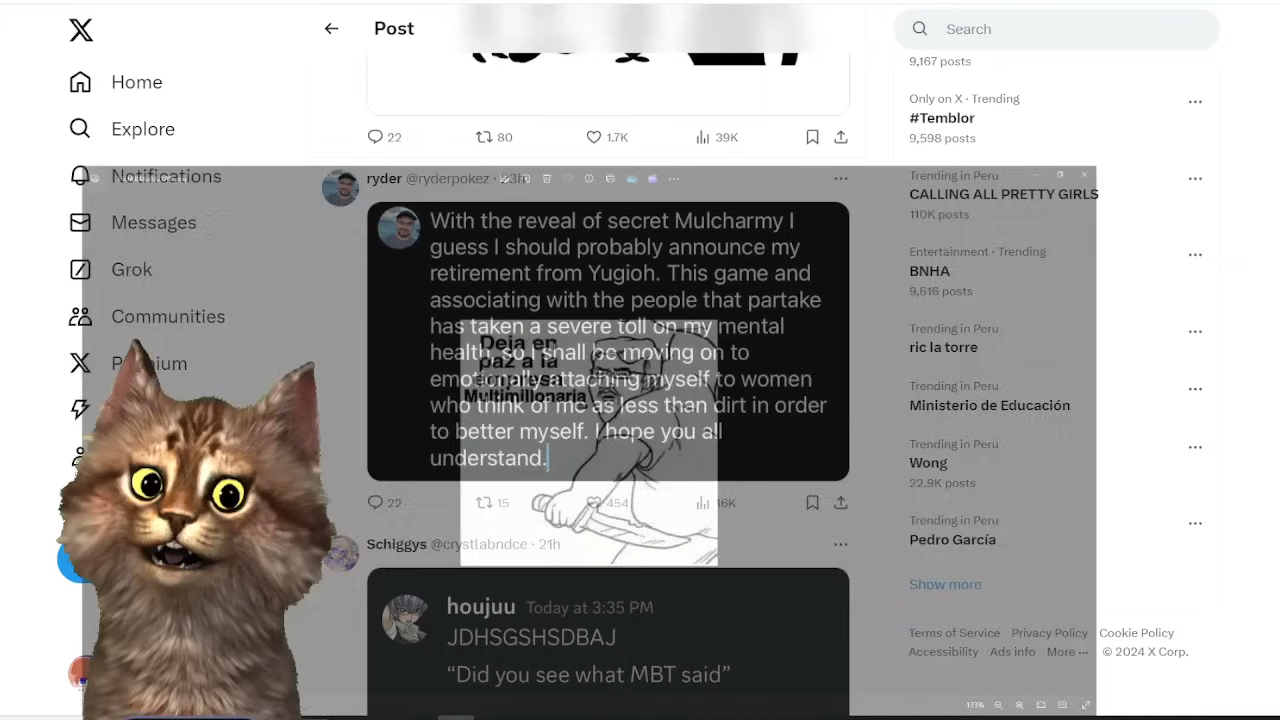 Post
Search
Home
Explore
Notifications
Messages
Grok
Communities
22
80
1.7K
39K
ryder @ryderpokez
With the reveal of secret Mulcharmy I
guess I should probably announce my
retirement from Yugioh. This game and
associating with the people that partake
has taken a severe toll on my mental
health, so I shall be moving on to
emotionally attaching myself to women
who think of me as less than dirt in order
to better myself. I hope you all
understand.
Deja en
paz a la
Multimillonaria
22
15
454
16K
Schiggys @crystlabndce · 21h
houjuu Today at 3:35 PM
JDHSGSHSDBAJ
“Did you see what MBT said”
9,167 posts
Only on X · Trending
#Temblor
9,598 posts
Trending in Peru
CALLING ALL PRETTY GIRLS
110K posts
Entertainment · Trending
BNHA
9,616 posts
Trending in Peru
ric la torre
Trending in Peru
Ministerio de Educación
Trending in Peru
Wong
22.9K posts
Trending in Peru
Pedro García
Show more
Terms of Service Privacy Policy Cookie Policy
Accessibility Ads info More ··· © 2024 X Corp.
133%